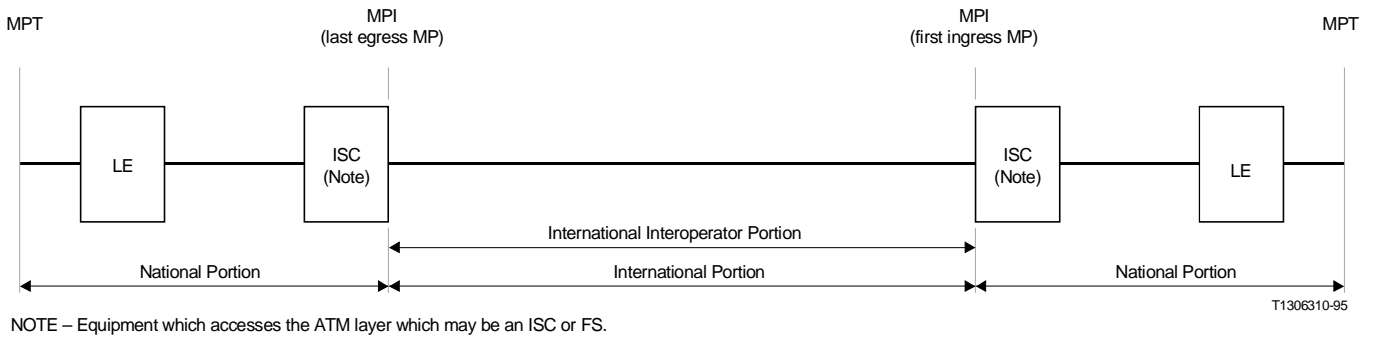 MPT
MPI
(last egress MP)
MPI
(first ingress MP)
MPT
LE
ISC
(Note)
ISC
(Note)
LE
International Interoperator Portion
National Portion
International Portion
National Portion
T1306310-95
NOTE – Equipment which accesses the ATM layer which may be an ISC or FS.